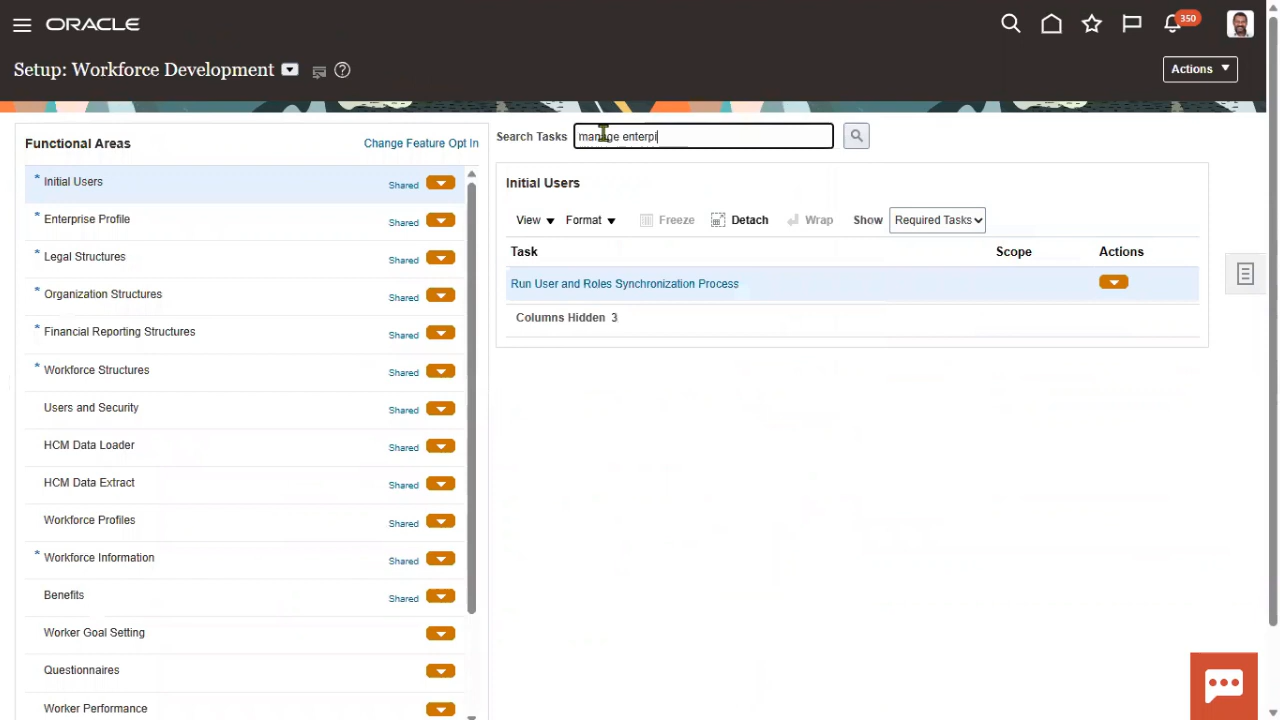 ORACLE
350
Setup: Workforce Development
Actions
Functional Areas
Change Feature Opt In
* Initial Users Shared
* Enterprise Profile Shared
* Legal Structures Shared
* Organization Structures Shared
* Financial Reporting Structures Shared
* Workforce Structures Shared
Users and Security Shared
HCM Data Loader Shared
HCM Data Extract Shared
Workforce Profiles Shared
* Workforce Information Shared
Benefits Shared
Worker Goal Setting
Questionnaires
Worker Performance
Search Tasks manage enterpi
Initial Users
View Format Freeze Detach Wrap Show Required Tasks
Task Scope Actions
Run User and Roles Synchronization Process
Columns Hidden 3